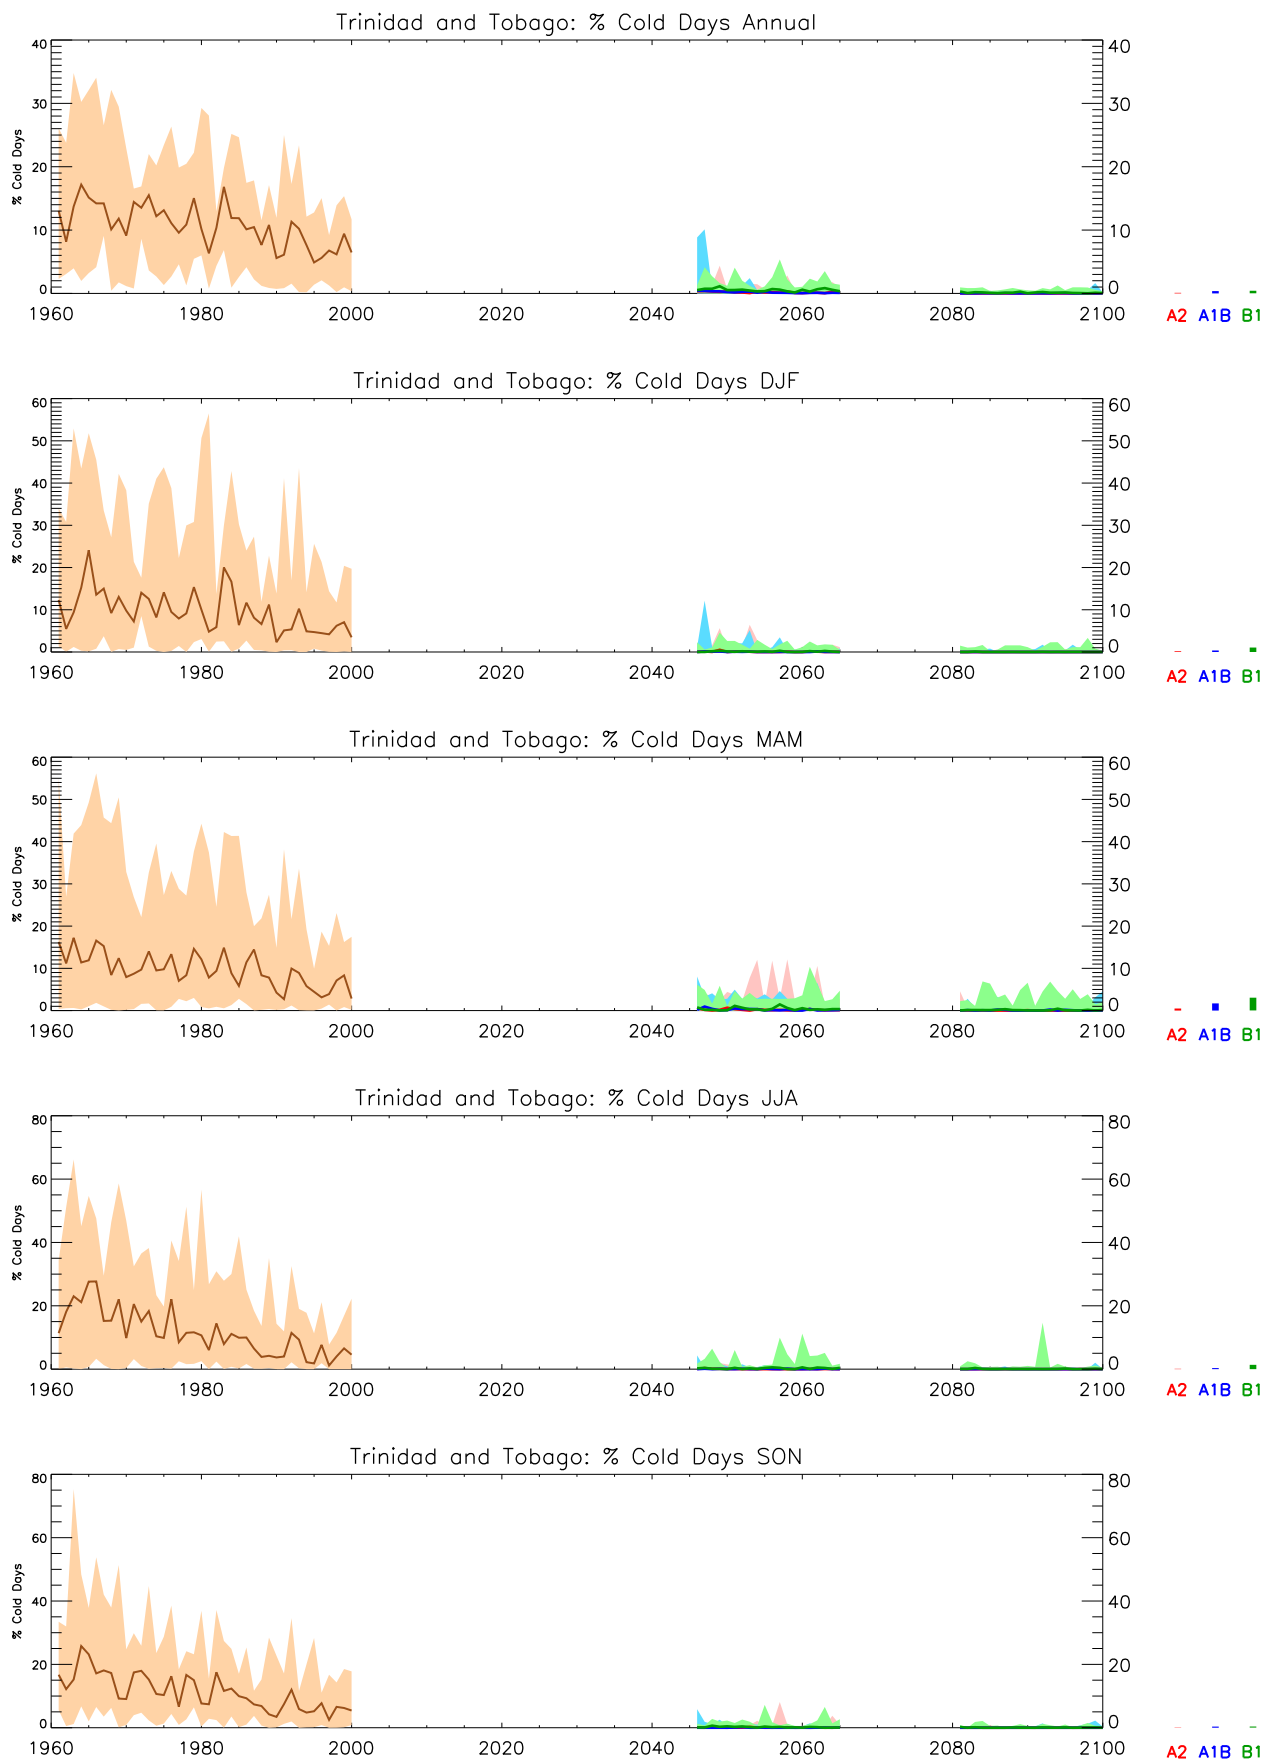 Trinidad and Tobago: % Cold Days Annual
40 40
30 30
20 20
10 10
0 0
% Cold Days
1960 1980 2000 2020 2040 2060 2080 2100 A2 A1B B1
Trinidad and Tobago: % Cold Days DJF
60 60
50 50
40 40
30 30
20 20
10 10
0 0
% Cold Days
1960 1980 2000 2020 2040 2060 2080 2100 A2 A1B B1
Trinidad and Tobago: % Cold Days MAM
60 60
50 50
40 40
30 30
20 20
10 10
0 0
% Cold Days
1960 1980 2000 2020 2040 2060 2080 2100 A2 A1B B1
Trinidad and Tobago: % Cold Days JJA
80 80
60 60
40 40
20 20
0 0
% Cold Days
1960 1980 2000 2020 2040 2060 2080 2100 A2 A1B B1
Trinidad and Tobago: % Cold Days SON
80 80
60 60
40 40
20 20
0 0
% Cold Days
1960 1980 2000 2020 2040 2060 2080 2100 A2 A1B B1